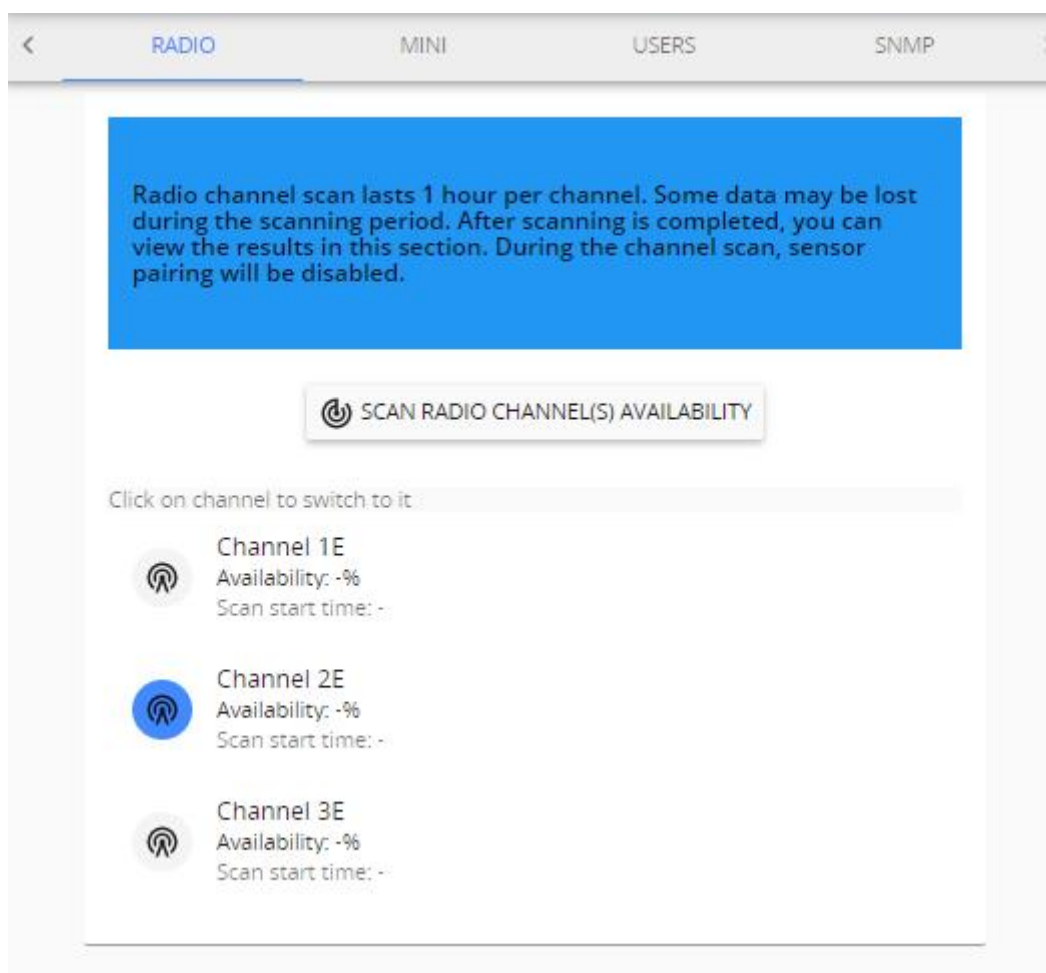 RADIO MINI USERS SNMP
Radio channel scan lasts 1 hour per channel. Some data may be lost
during the scanning period. After scanning is completed, you can
view the results in this section. During the channel scan, sensor
pairing will be disabled.
SCAN RADIO CHANNEL(S) AVAILABILITY
Click on channel to switch to it
Channel 1E
Availability: -%
Scan start time: -
Channel 2E
Availability: -%
Scan start time: -
Channel 3E
Availability: -%
Scan start time: -